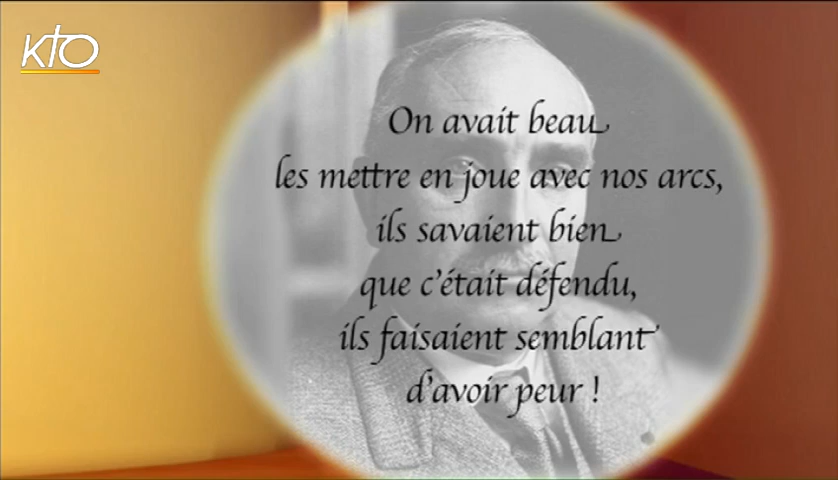 KTO
On avait beau
les mettre en joue avec nos arcs,
ils savaient bien
que c'était défendu,
ils faisaient semblant
d'avoir peur !